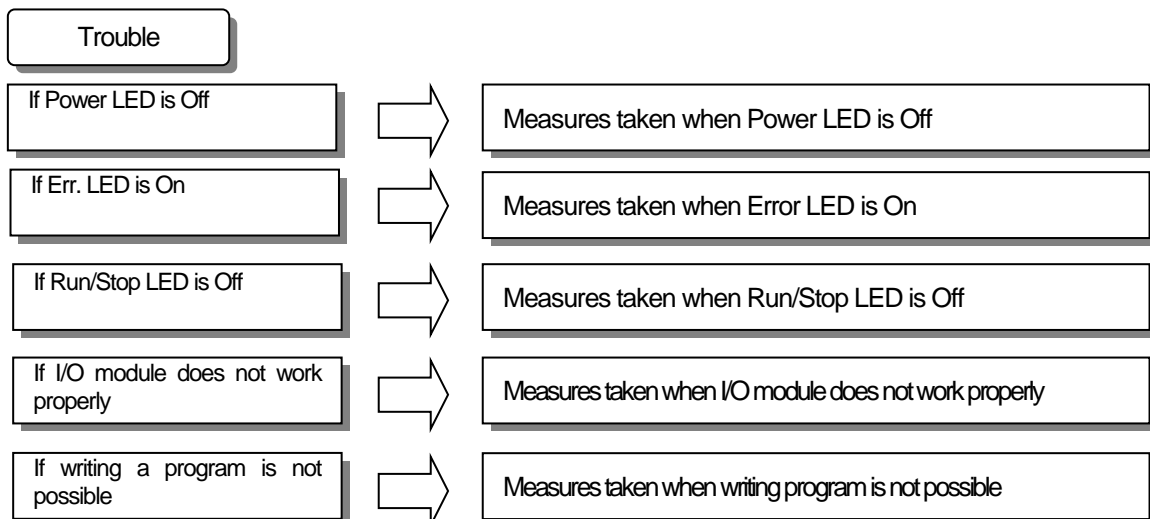 Trouble
If Power LED is Off
Measures taken when Power LED is Off
If Err. LED is On
Measures taken when Error LED is On
If Run/Stop LED is Off
Measures taken when Run/Stop LED is Off
If I/O module does not work
properly
Measures taken when I/O module does not work properly
If writing a program is not
possible
Measures taken when writing program is not possible